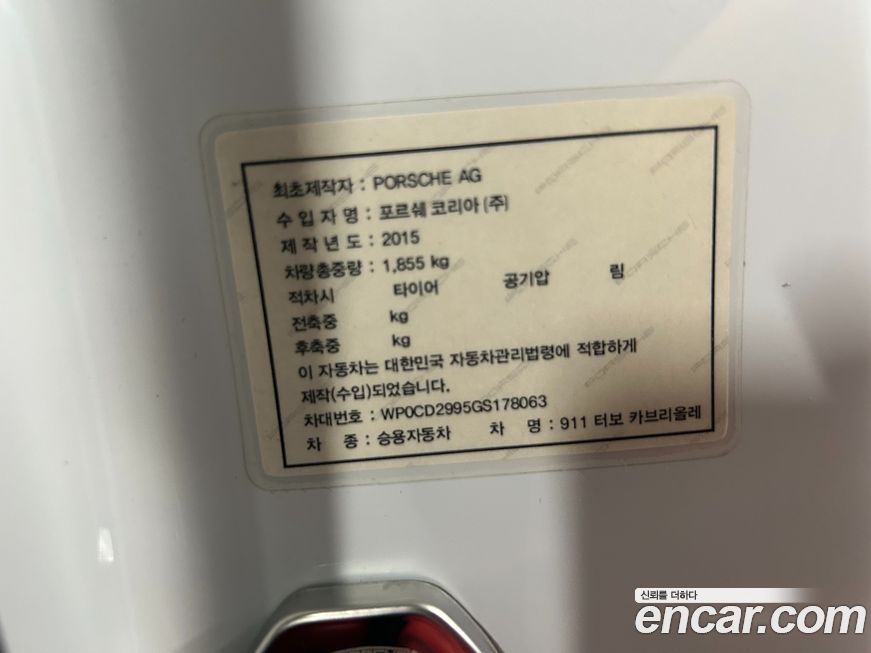 최초제작자 : PORSCHE AG
수 입 자 명 : 포르쉐 코리아 (주)
제 작 년 도 : 2015
차량총중량 : 1,855 kg
적차시 타이어 공기압 림
전축중 kg
후축중 kg
이 자동차는 대한민국 자동차관리법령에 적합하게
제작(수입)되었습니다.
차대번호 : WP0CD2995GS178063
차 종 : 승용자동차 차 명 : 911 터보 카브리올레
신뢰를 더하다
encar.com